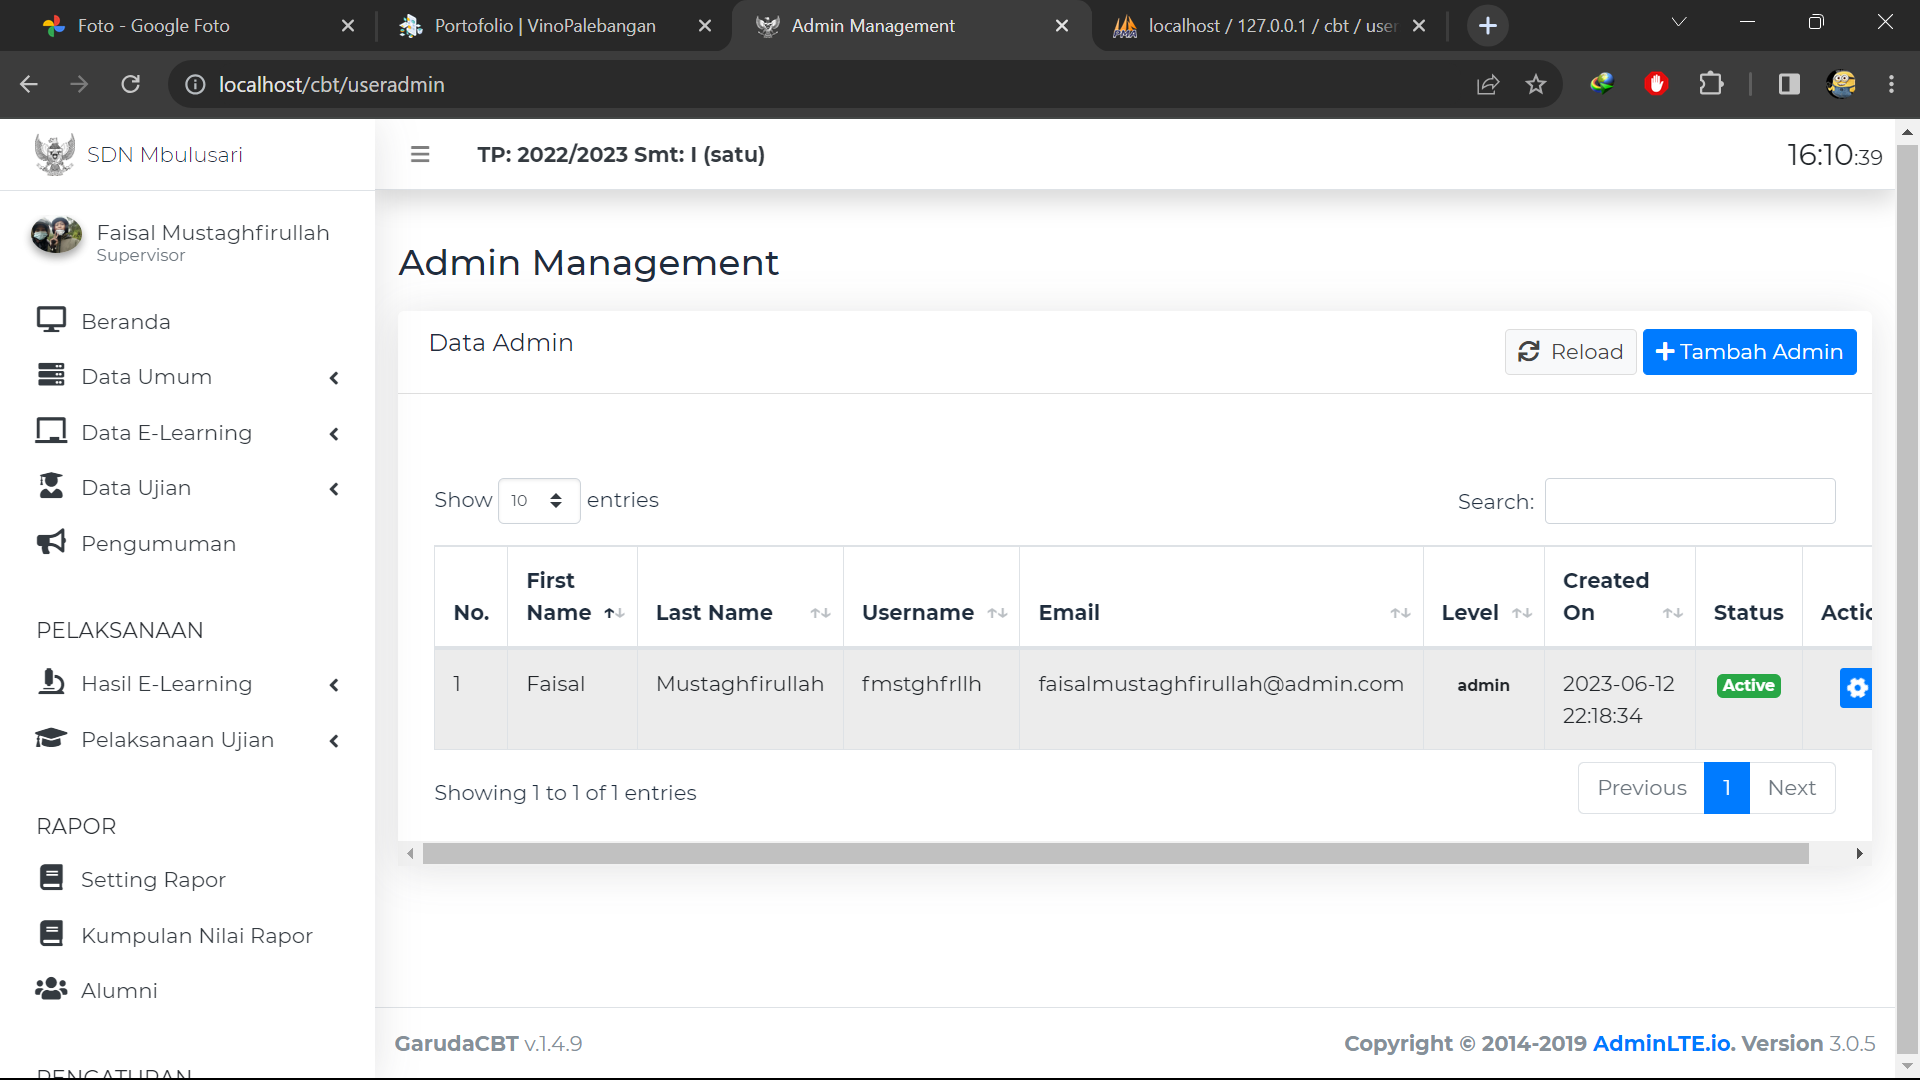 Foto - Google Foto
Portofolio | VinoPalebangan
Admin Management
localhost / 127.0.0.1 / cbt / user
localhost/cbt/useradmin
SDN Mbulusari
TP: 2022/2023 Smt: I (satu)
16:10:39
Faisal Mustaghfirullah
Supervisor
Beranda
Data Umum
Data E-Learning
Data Ujian
Pengumuman
PELAKSANAAN
Hasil E-Learning
Pelaksanaan Ujian
RAPOR
Setting Rapor
Kumpulan Nilai Rapor
Alumni
PENGATURAN
Admin Management
Data Admin
Reload
Tambah Admin
Show 10 entries
Search:
No. First Name Last Name Username Email Level Created On Status Actio
1 Faisal Mustaghfirullah fmstghfrllh faisalmustaghfirullah@admin.com admin 2023-06-12 22:18:34 Active
Showing 1 to 1 of 1 entries
Previous 1 Next
GarudaCBT v.1.4.9
Copyright © 2014-2019 AdminLTE.io. Version 3.0.5